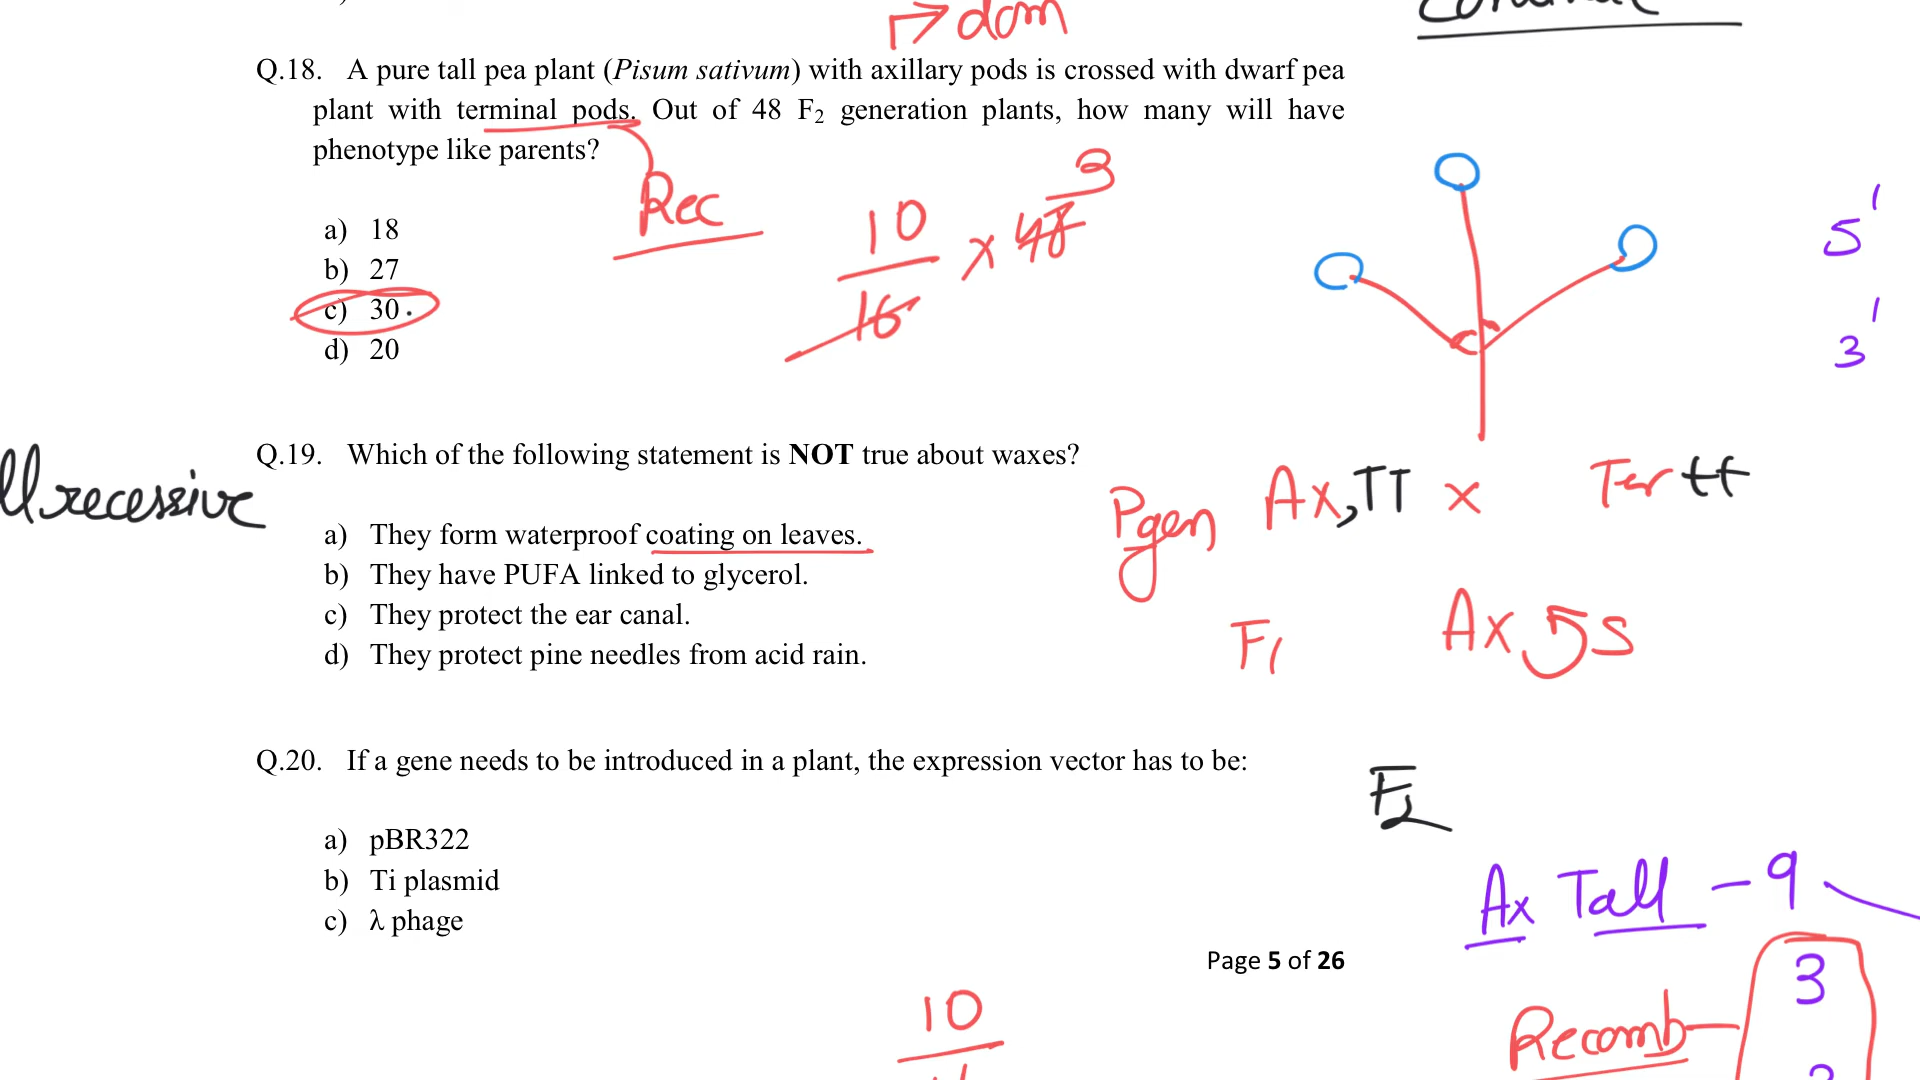 dom
Q.18. A pure tall pea plant (Pisum sativum) with axillary pods is crossed with dwarf pea
plant with terminal pods. Out of 48 F₂ generation plants, how many will have
phenotype like parents?
Rec
10
16
x 48
3
a) 18
b) 27
c) 30.
d) 20
5'
3'
Q.19. Which of the following statement is NOT true about waxes?
recessive
a) They form waterproof coating on leaves.
b) They have PUFA linked to glycerol.
c) They protect the ear canal.
d) They protect pine needles from acid rain.
Pgen Ax, TT x Ter tt
F1 Ax
Q.20. If a gene needs to be introduced in a plant, the expression vector has to be:
a) pBR322
b) Ti plasmid
c) λ phage
F2
Ax Tall - 9
Page 5 of 26
3
Recomb
10